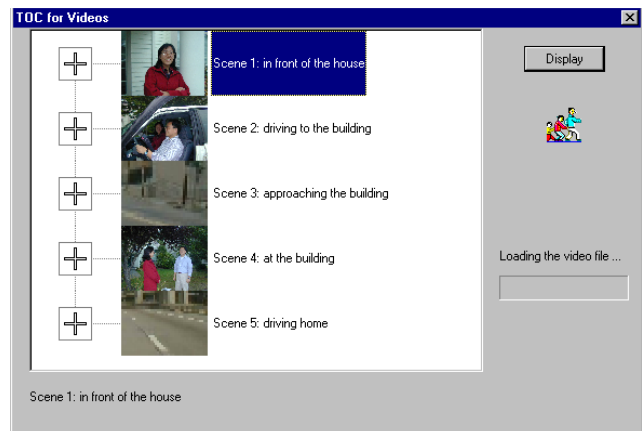 TOC for Videos
Scene 1: in front of the house
Display
Scene 2: driving to the building
Scene 3: approaching the building
Scene 4: at the building
Loading the video file ...
Scene 5: driving home
Scene 1: in front of the house